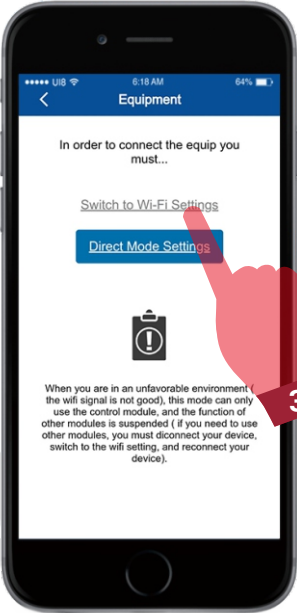 UI8 6:18 AM 64%
Equipment
In order to connect the equip you
must...
Switch to Wi-Fi Settings
Direct Mode Settings
3
When you are in an unfavorable environment (
the wifi signal is not good), this mode can only
use the control module, and the function of
other modules is suspended ( if you need to use
other modules, you must diconnect your device,
switch to the wifi setting, and reconnect your
device).